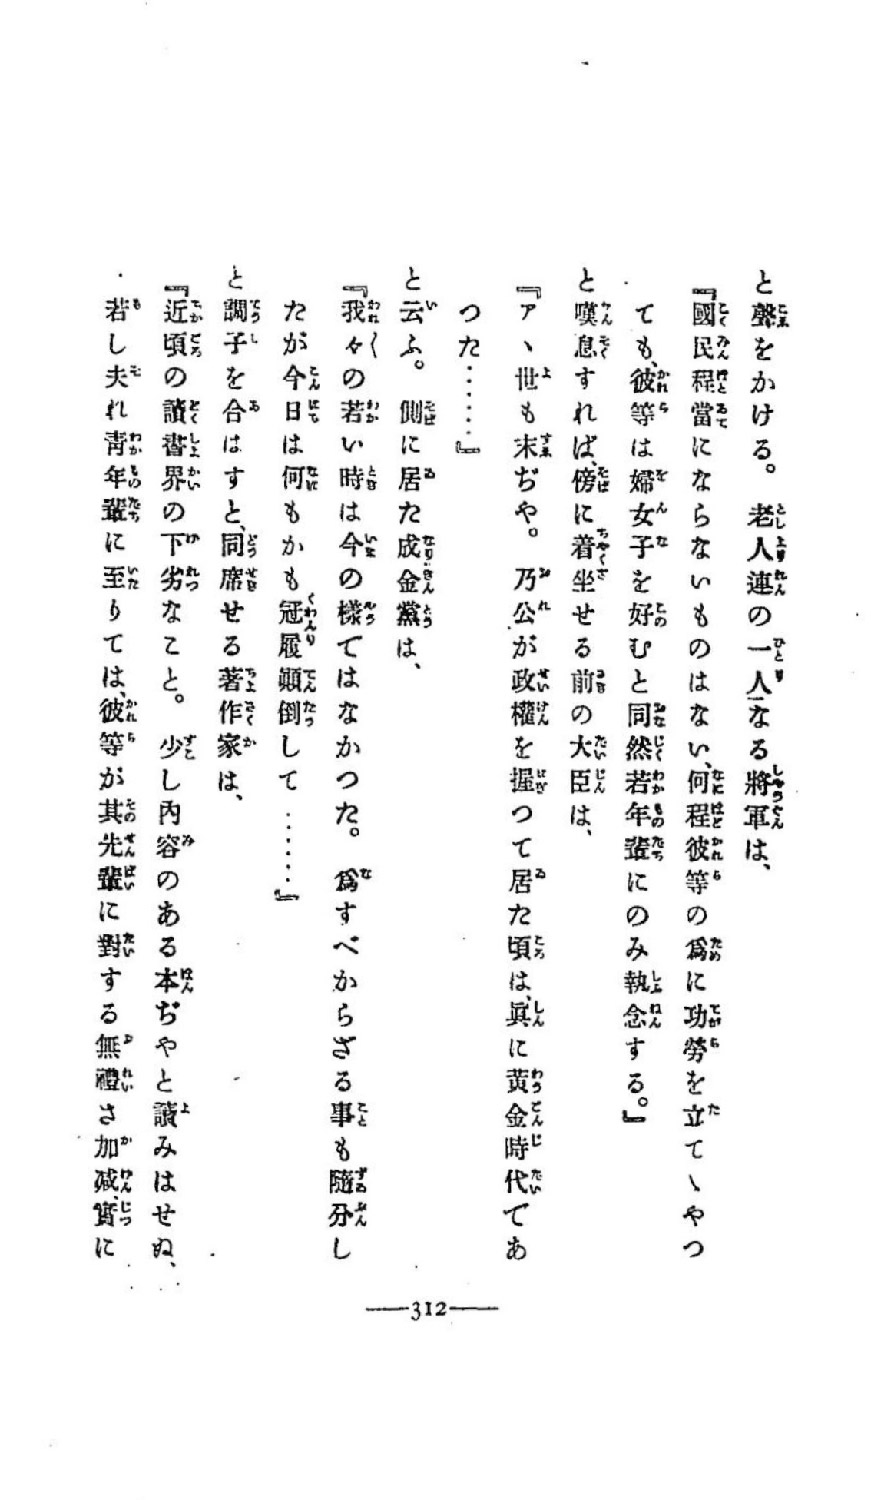 と聲をかける。老人連の一人なる將軍は、
『國民程當にならないものはない、何程彼等の爲に功勞を立てゝやつ
ても、彼等は婦女子を好むと同然若年輩にのみ執念する。』
と嘆息すれば、傍に着坐せる前の大臣は、
『アヽ世も末ぢや。乃公が政權を握つて居た頃は、眞に黄金時代であ
つた……』
と云ふ。側に居た成金黨は、
『我々の若い時は今の樣ではなかつた。爲すべからざる事も隨分し
たが今日は何もかも冠履顚倒して……』
と調子を合はすと、同席せる著作家は、
『近頃の讀書界の下劣なこと。少し內容のある本ぢやと讀みはせぬ、
若し夫れ靑年輩に至りては、彼等が其先輩に對する無禮さ加減、實に
312